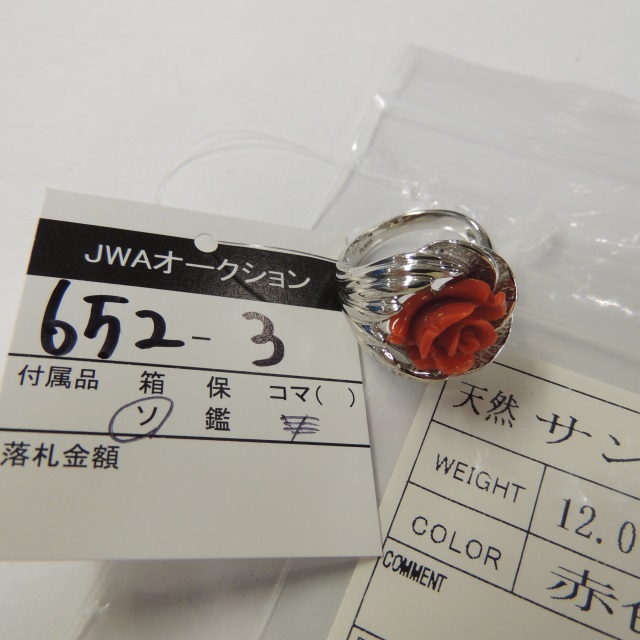 JWAオークション
652-3
付属品 箱 保 コマ( )
ソ 鑑
落札金額
天然 サン
WEIGHT 12.0
COLOR 赤色
COMMENT